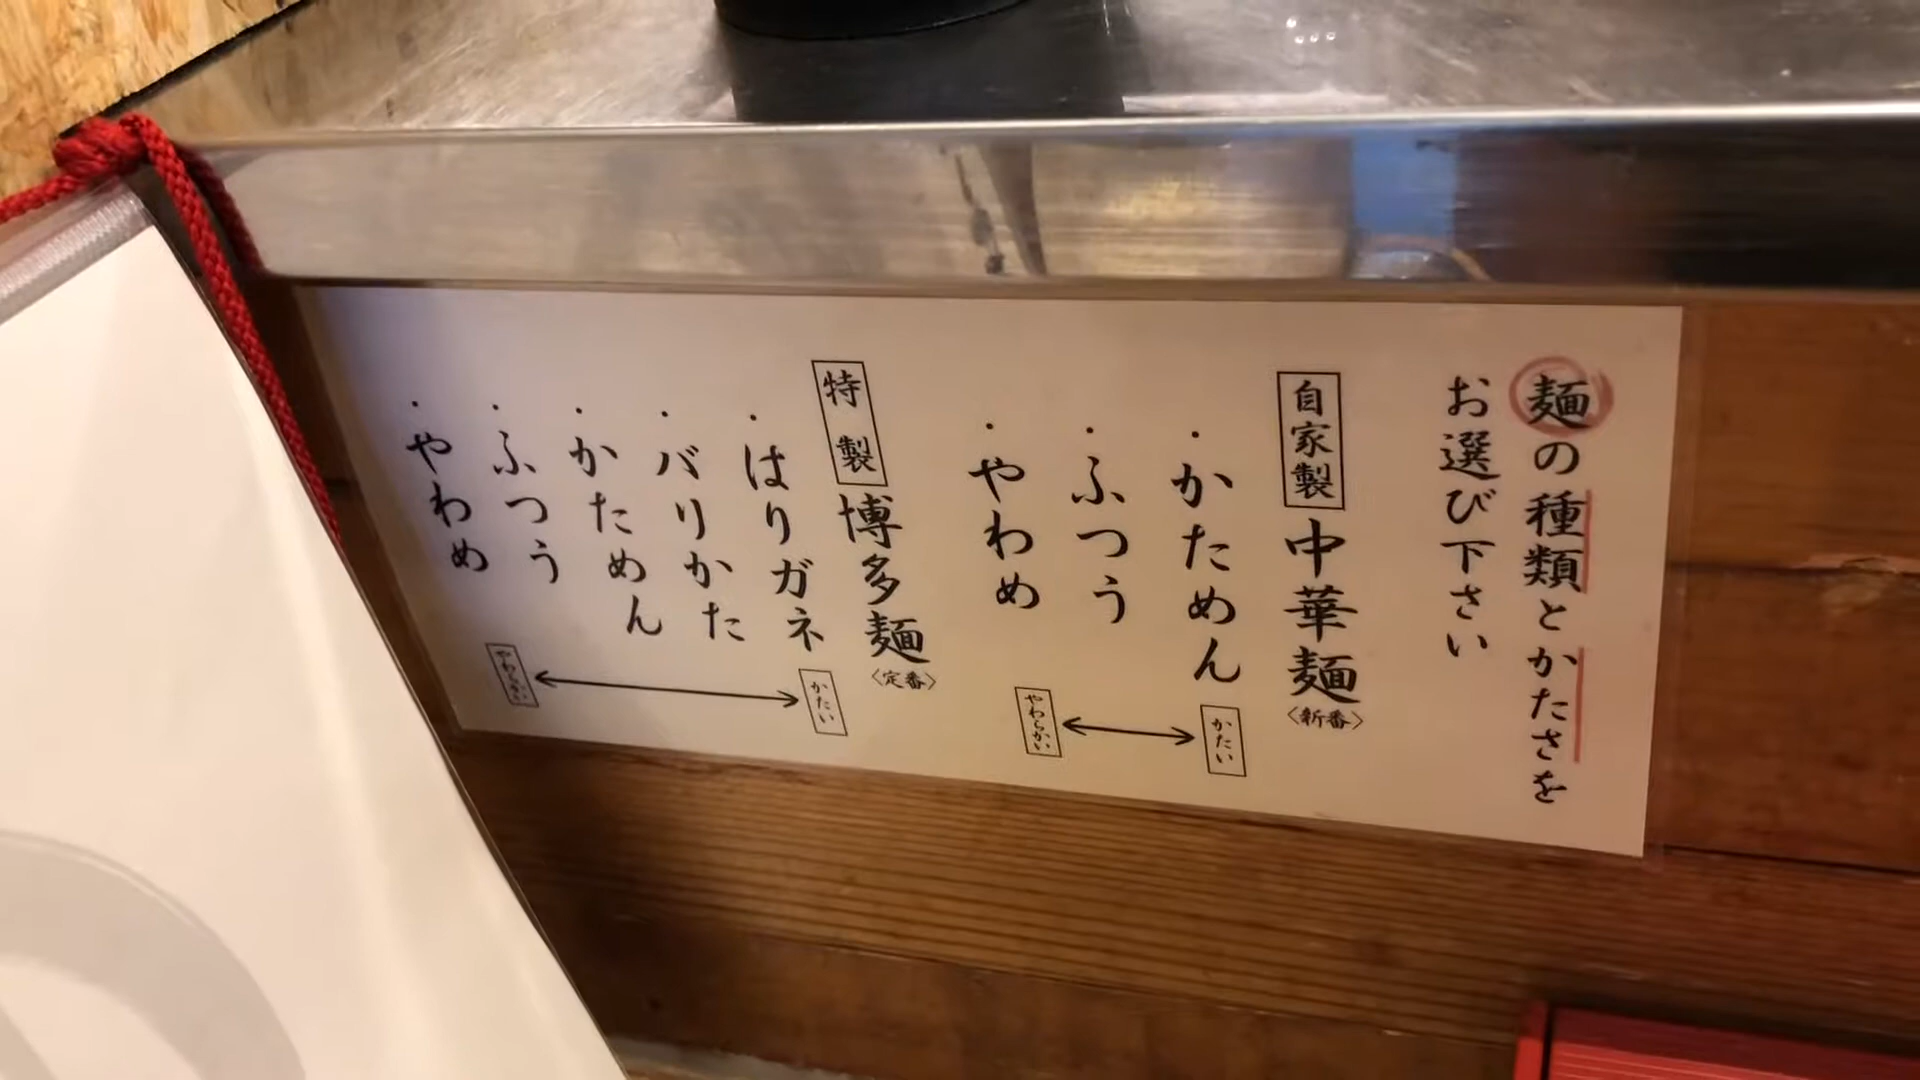 麺の種類とかたさを
お選び下さい
自家製 中華麺 〈新番〉
・かためん
・ふつう
・やわめ
かたい
やわらかい
特製 博多麺 〈定番〉
・はりガネ
・バリかた
・かためん
・ふつう
・やわめ
かたい
やわらかい